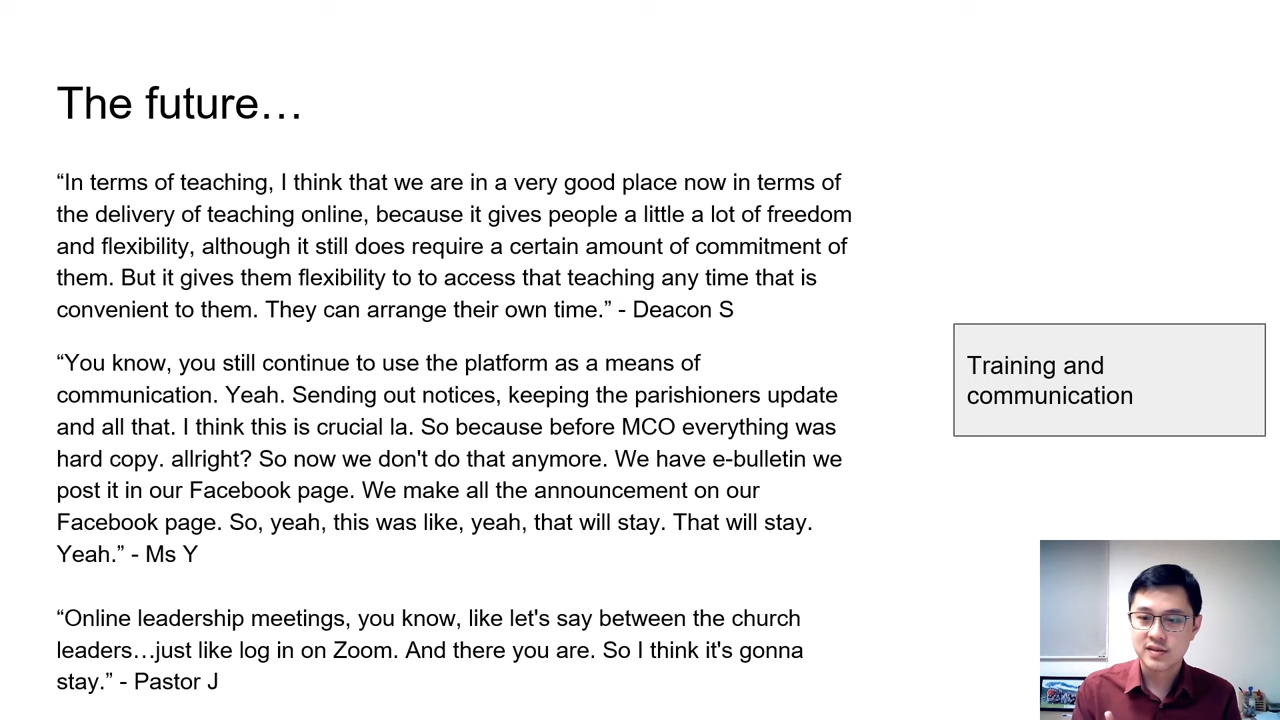 The future…
“In terms of teaching, I think that we are in a very good place now in terms of
the delivery of teaching online, because it gives people a little a lot of freedom
and flexibility, although it still does require a certain amount of commitment of
them. But it gives them flexibility to to access that teaching any time that is
convenient to them. They can arrange their own time.” - Deacon S
“You know, you still continue to use the platform as a means of
communication. Yeah. Sending out notices, keeping the parishioners update
and all that. I think this is crucial la. So because before MCO everything was
hard copy. allright? So now we don't do that anymore. We have e-bulletin we
post it in our Facebook page. We make all the announcement on our
Facebook page. So, yeah, this was like, yeah, that will stay. That will stay.
Yeah.” - Ms Y
“Online leadership meetings, you know, like let's say between the church
leaders…just like log in on Zoom. And there you are. So I think it's gonna
stay.” - Pastor J
Training and
communication